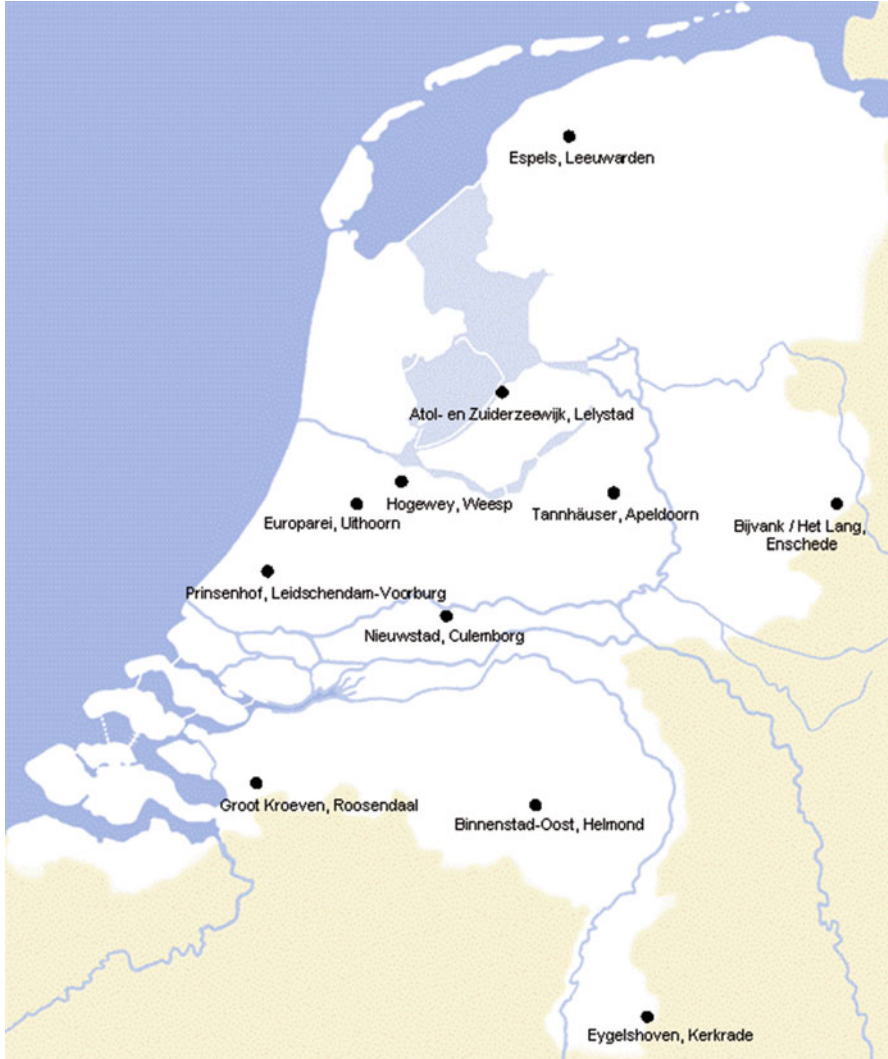 Espels, Leeuwarden
Atol- en Zuiderzeewijk, Lelystad
Hogewey, Weesp
Europarei, Uithoorn
Tannhäuser, Apeldoorn
Bijvank / Het Lang,
Enschede
Prinsenhof, Leidschendam-Voorburg
Nieuwstad, Culemborg
Groot Kroeven, Roosendaal
Binnenstad-Oost, Helmond
Eygelshoven, Kerkrade